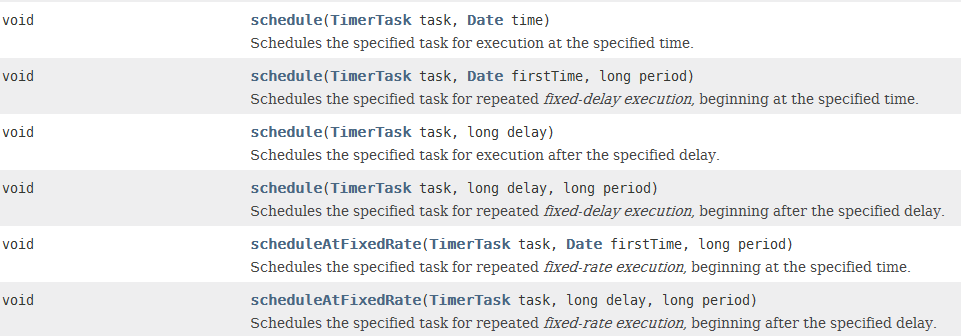 void schedule(TimerTask task, Date time)
Schedules the specified task for execution at the specified time.
void schedule(TimerTask task, Date firstTime, long period)
Schedules the specified task for repeated fixed-delay execution, beginning at the specified time.
void schedule(TimerTask task, long delay)
Schedules the specified task for execution after the specified delay.
void schedule(TimerTask task, long delay, long period)
Schedules the specified task for repeated fixed-delay execution, beginning after the specified delay.
void scheduleAtFixedRate(TimerTask task, Date firstTime, long period)
Schedules the specified task for repeated fixed-rate execution, beginning at the specified time.
void scheduleAtFixedRate(TimerTask task, long delay, long period)
Schedules the specified task for repeated fixed-rate execution, beginning after the specified delay.